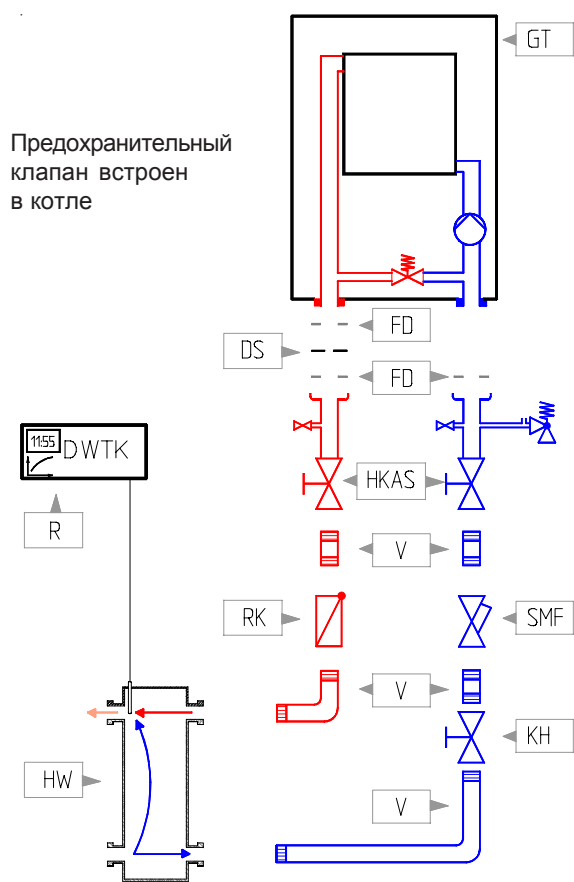 GT
Предохранительный
клапан встроен
в котле
FD
DS
FD
11:55 DWTK
HKAS
R
V
RK
SMF
V
KH
HW
V